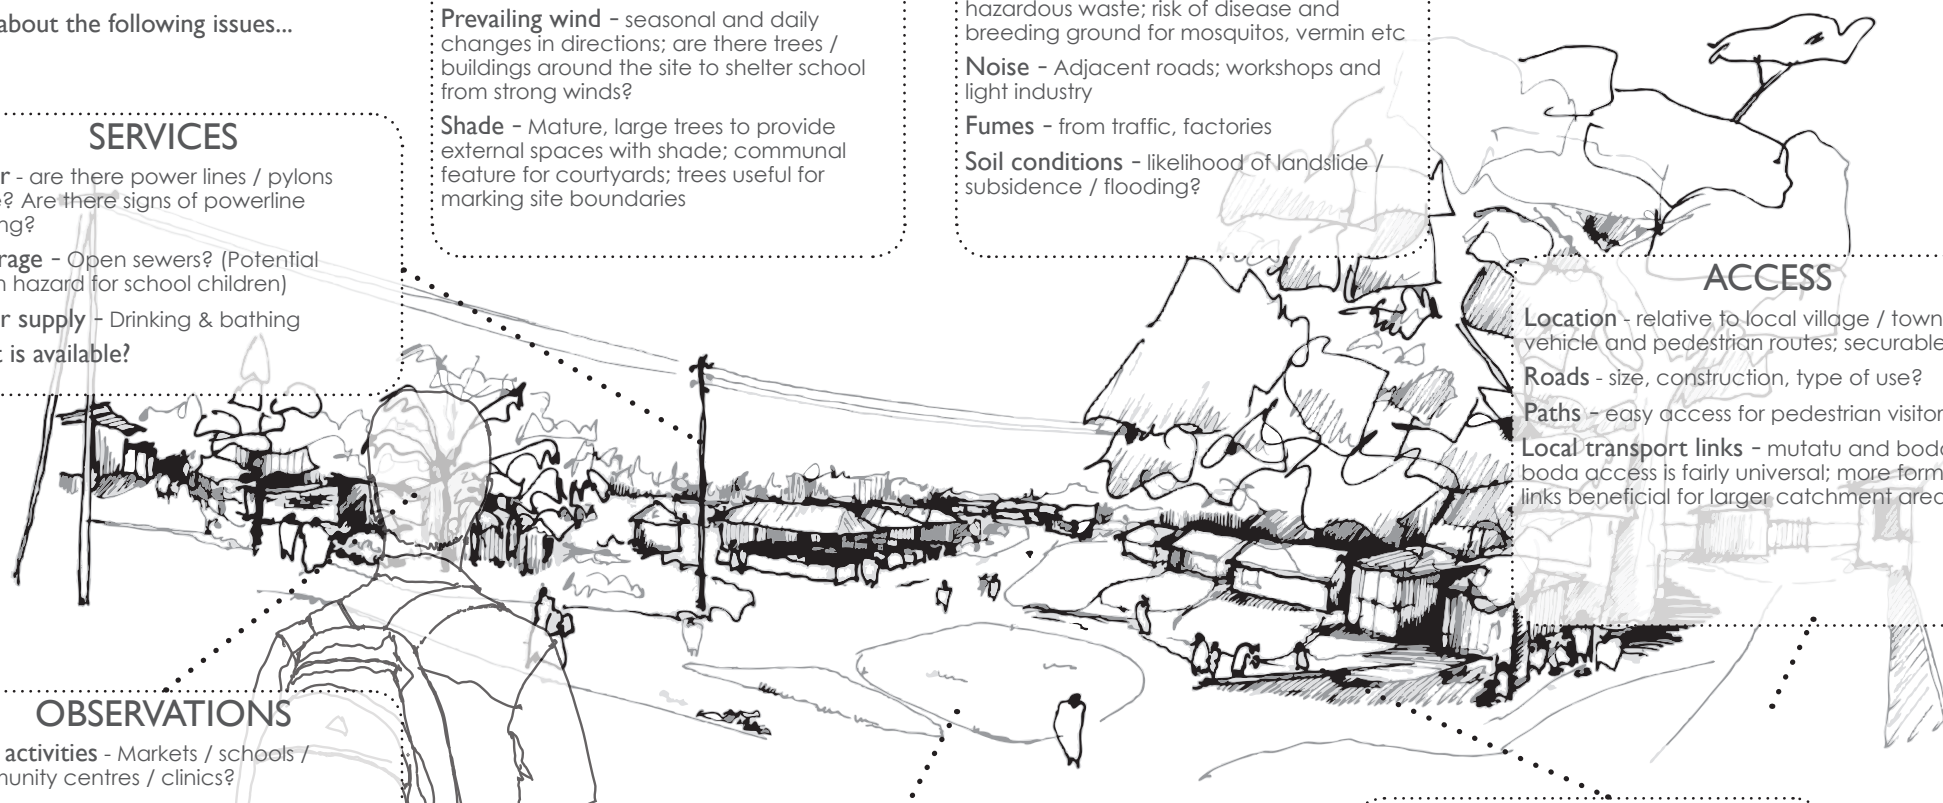 about the following issues...
SERVICES
r - are there power lines / pylons
e? Are there signs of powerline
ng?
rage - Open sewers? (Potential
h hazard for school children)
r supply - Drinking & bathing
t is available?
OBSERVATIONS
activities - Markets / schools /
munity centres / clinics?
Prevailing wind - seasonal and daily
changes in directions; are there trees /
buildings around the site to shelter school
from strong winds?
Shade - Mature, large trees to provide
external spaces with shade; communal
feature for courtyards; trees useful for
marking site boundaries
hazardous waste; risk of disease and
breeding ground for mosquitos, vermin etc
Noise - Adjacent roads; workshops and
light industry
Fumes - from traffic, factories
Soil conditions - likelihood of landslide /
subsidence / flooding?
ACCESS
Location - relative to local village / town
vehicle and pedestrian routes; securable
Roads - size, construction, type of use?
Paths - easy access for pedestrian visitor
Local transport links - mutatu and boda
boda access is fairly universal; more form
links beneficial for larger catchment area